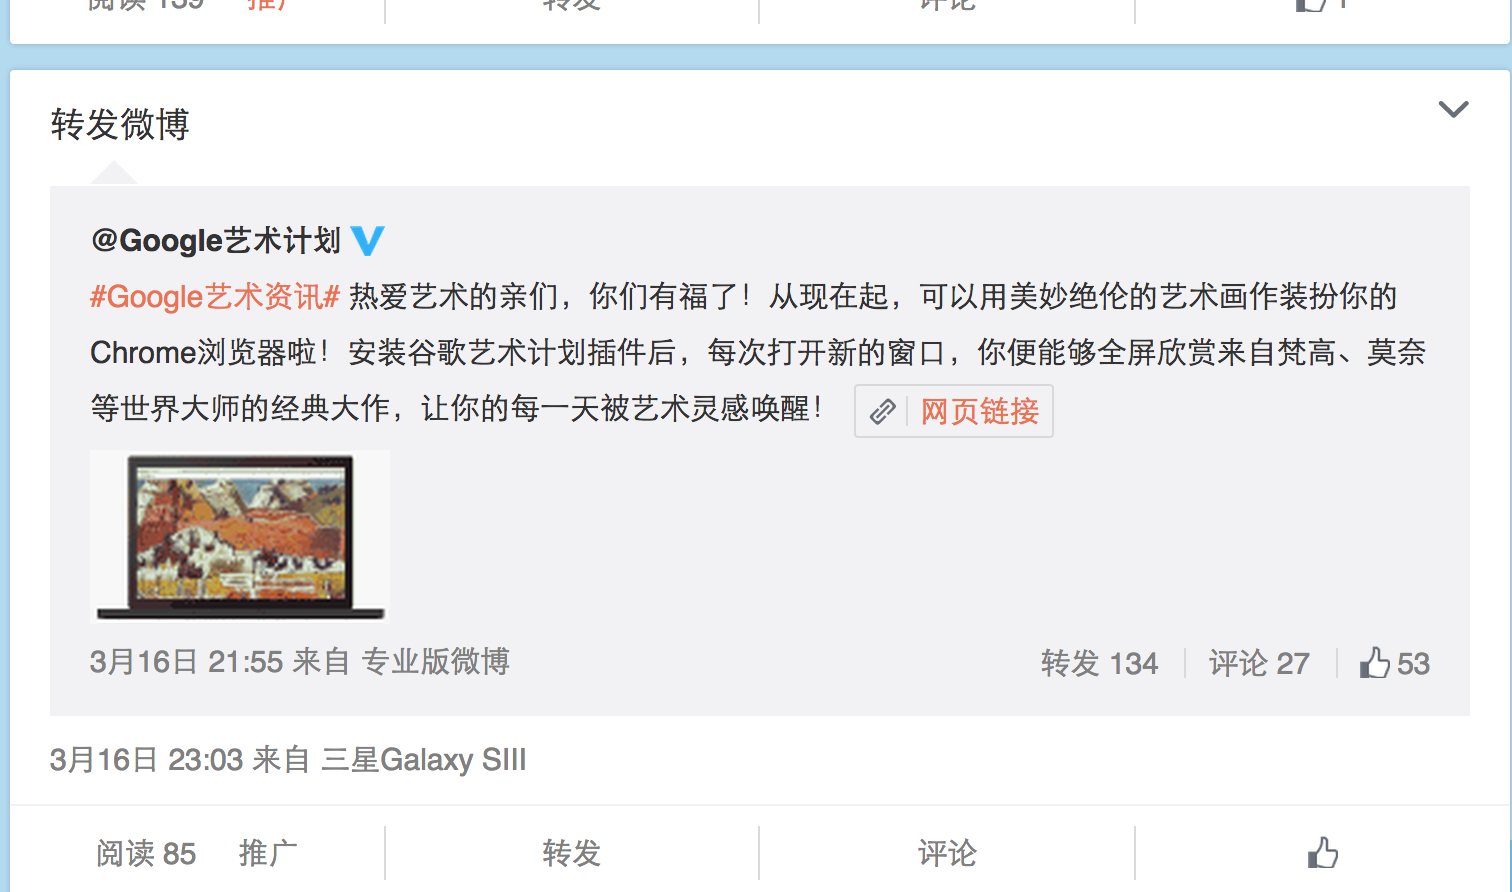 阅读 139 推广 转发 评论 1
转发微博
@Google艺术计划
#Google艺术资讯# 热爱艺术的亲们，你们有福了！从现在起，可以用美妙绝伦的艺术画作装扮你的
Chrome浏览器啦！安装谷歌艺术计划插件后，每次打开新的窗口，你便能够全屏欣赏来自梵高、莫奈
等世界大师的经典大作，让你的每一天被艺术灵感唤醒！ 网页链接
3月16日 21:55 来自 专业版微博 转发 134 评论 27 53
3月16日 23:03 来自 三星Galaxy SIII
阅读 85 推广 转发 评论